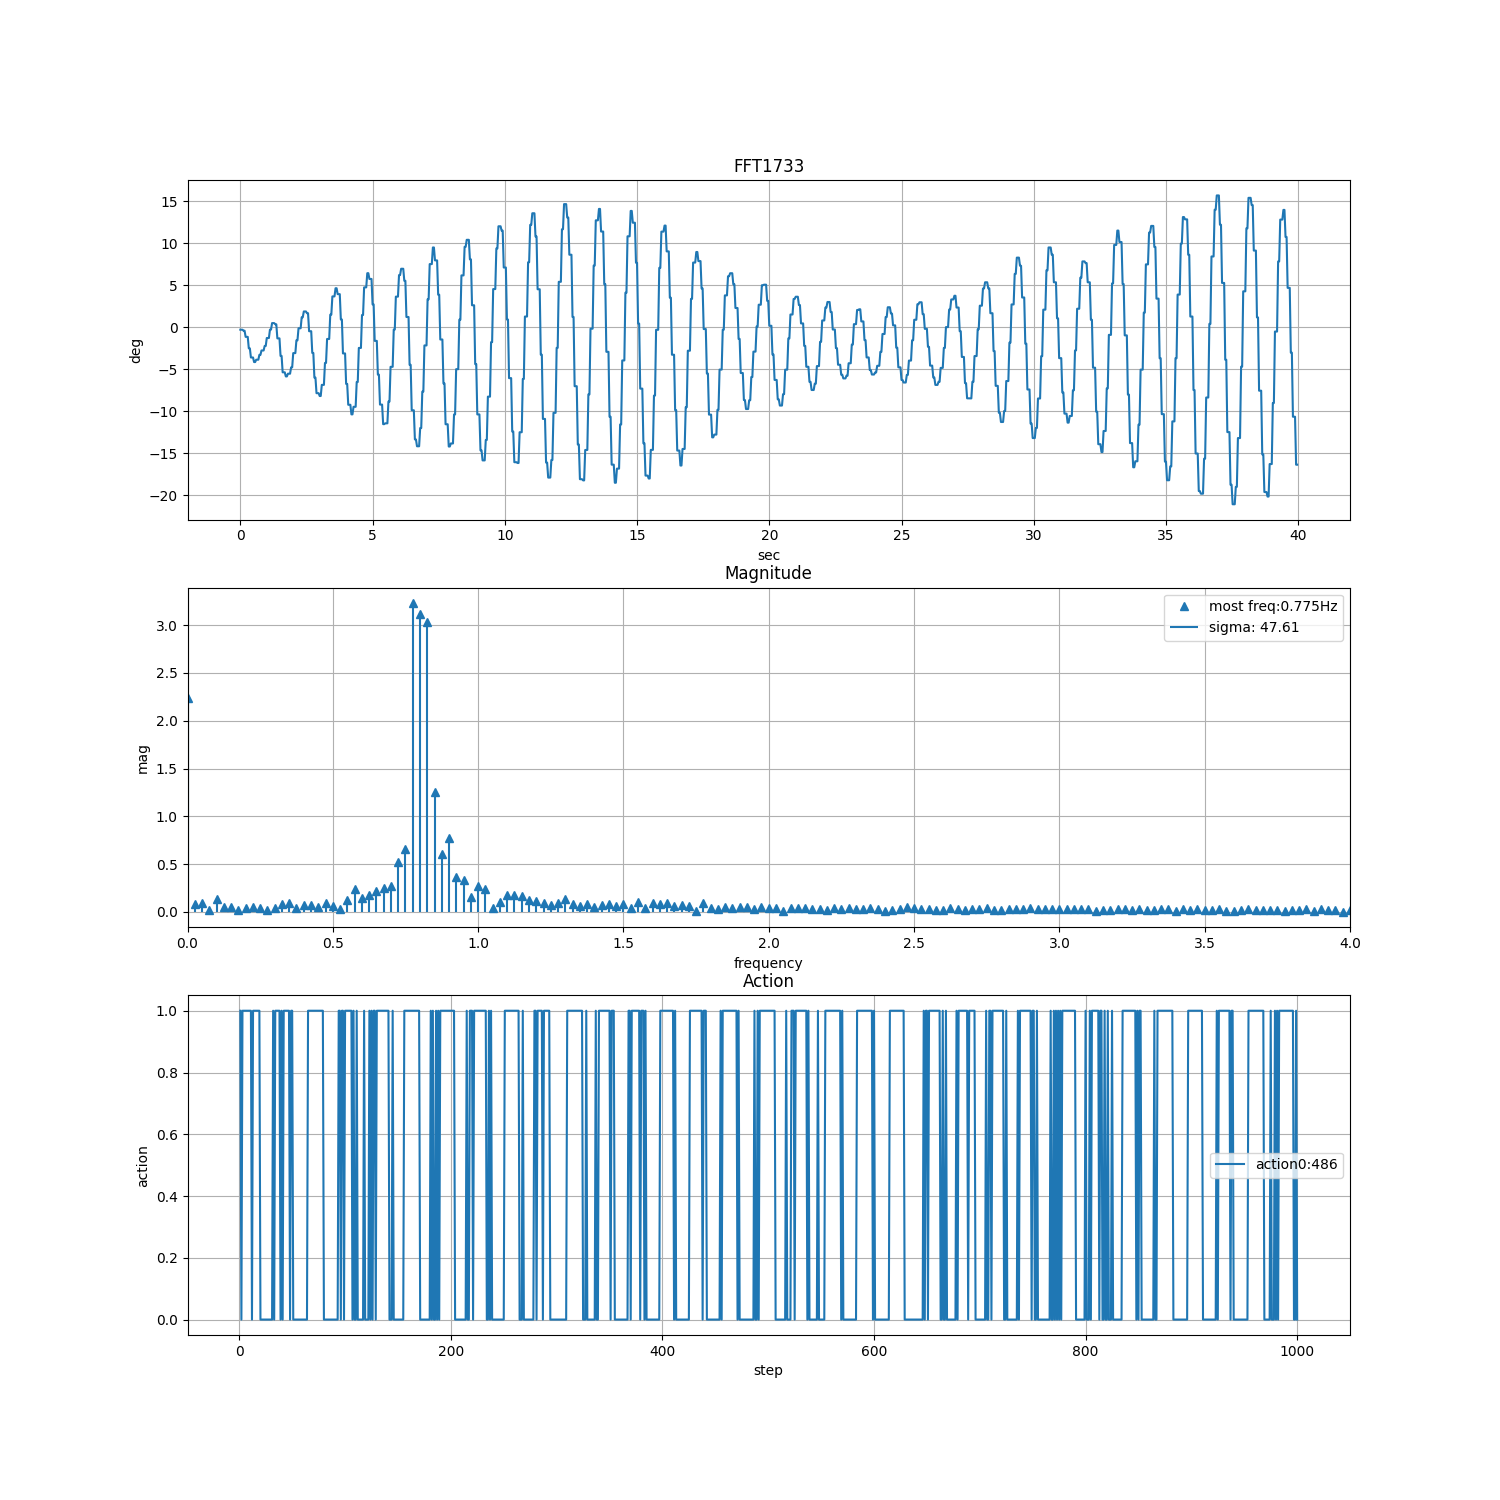 FFT1733
15
10
5
0
−5
−10
−15
−20
deg
0 5 10 15 20 25 30 35 40
sec
Magnitude
most freq:0.775Hz
sigma: 47.61
3.0
2.5
2.0
1.5
1.0
0.5
0.0
mag
0.0 0.5 1.0 1.5 2.0 2.5 3.0 3.5 4.0
frequency
Action
1.0
0.8
0.6
0.4
0.2
0.0
action
action0:486
0 200 400 600 800 1000
step